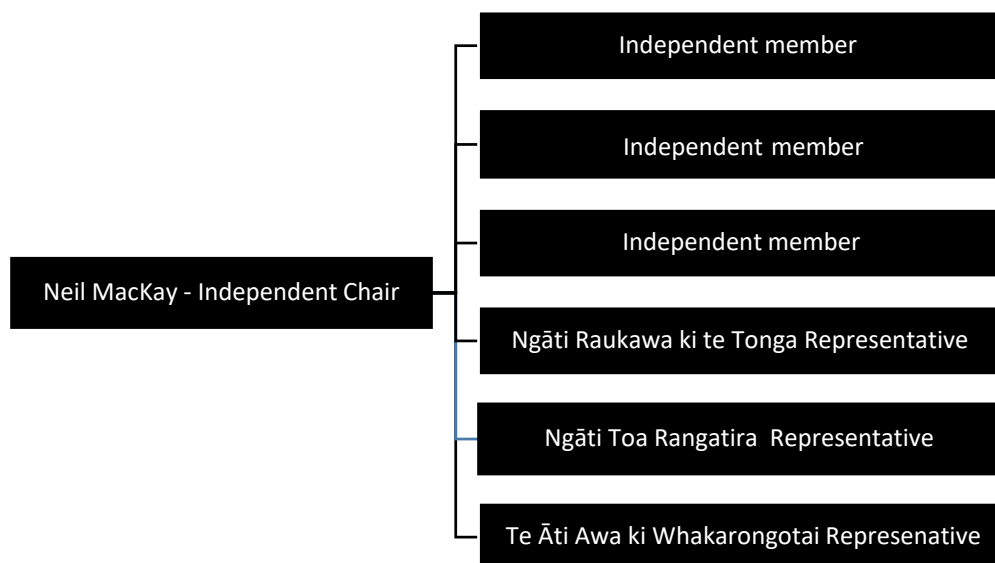 Independent member
Independent member
Independent member
Neil MacKay - Independent Chair
Ngāti Raukawa ki te Tonga Representative
Ngāti Toa Rangatira Representative
Te Āti Awa ki Whakarongotai Represenative